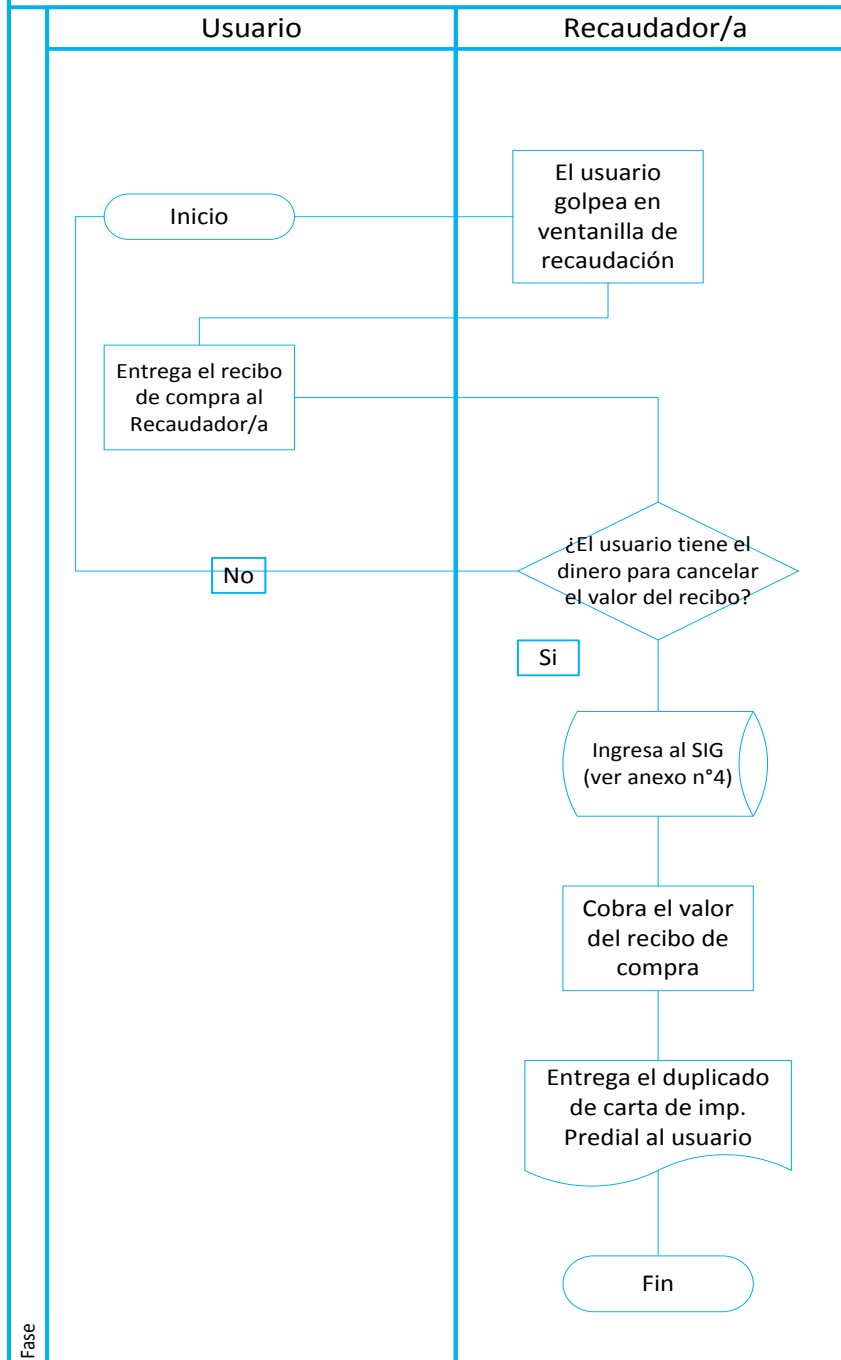 Usuario
Recaudador/a
El usuario
golpea en
ventanilla de
recaudación
Inicio
Entrega el recibo
de compra al
Recaudador/a
¿El usuario tiene el
dinero para cancelar
el valor del recibo?
No
Si
Ingresa al SIG
(ver anexo n°4)
Cobra el valor
del recibo de
compra
Entrega el duplicado
de carta de imp.
Predial al usuario
Fin
Fase